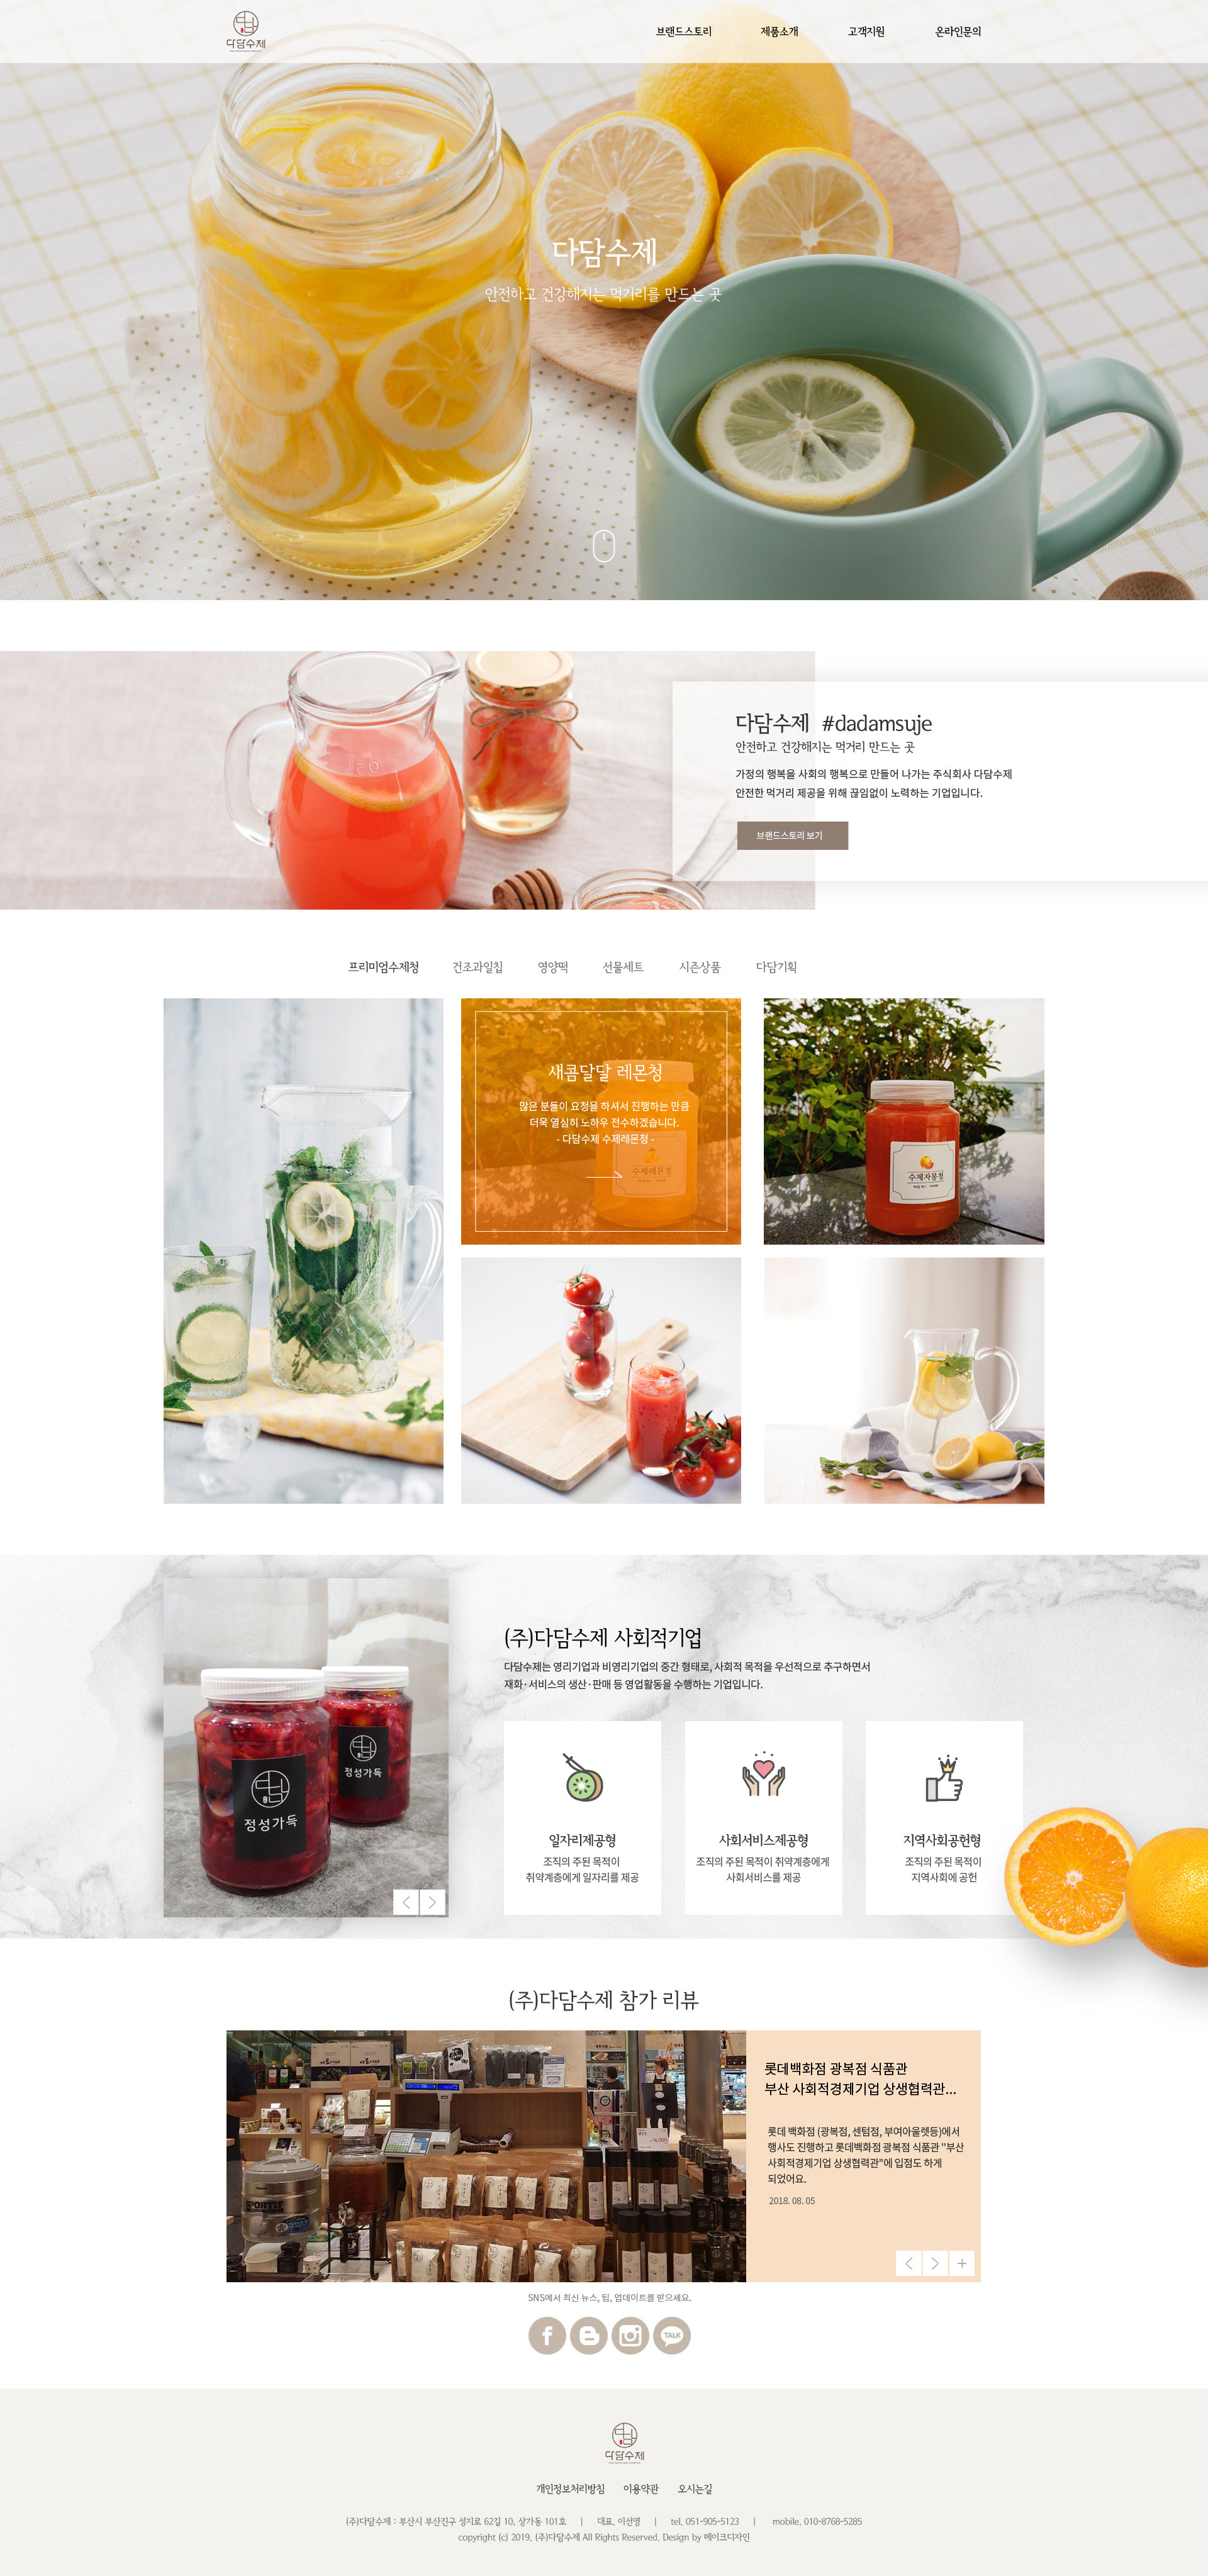 다담수제
브랜드스토리
제품소개
고객지원
온라인문의
다담수제
안전하고 건강해지는 먹거리를 만드는 곳
다담수제 #dadamsuje
안전하고 건강해지는 먹거리 만드는 곳
가정의 행복을 사회의 행복으로 만들어 나가는 주식회사 다담수제
안전한 먹거리 제공을 위해 끊임없이 노력하는 기업입니다.
브랜드스토리 보기
프리미엄수제청
건조과일칩
영양떡
선물세트
시즌상품
다담기획
새콤달달 레몬청
많은 분들이 요청을 하셔서 진행하는 만큼
더욱 열심히 노하우 전수하겠습니다.
- 다담수제 수제레몬청 -
수제레몬청
수제자몽청
(주)다담수제 사회적기업
다담수제는 영리기업과 비영리기업의 중간 형태로, 사회적 목적을 우선적으로 추구하면서
재화·서비스의 생산·판매 등 영업활동을 수행하는 기업입니다.
정성가득
정성가득
일자리제공형
조직의 주된 목적이
취약계층에게 일자리를 제공
사회서비스제공형
조직의 주된 목적이 취약계층에게
사회서비스를 제공
지역사회공헌형
조직의 주된 목적이
지역사회에 공헌
(주)다담수제 참가 리뷰
롯데백화점 광복점 식품관
부산 사회적경제기업 상생협력관...
롯데 백화점 (광복점, 센텀점, 부여아울렛등)에서
행사도 진행하고 롯데백화점 광복점 식품관 "부산
사회적경제기업 상생협력관"에 입점도 하게
되었어요.
2018. 08. 05
SNS에서 최신 뉴스, 팁, 업데이트를 받으세요.
TALK
다담수제
개인정보처리방침
이용약관
오시는길
(주)다담수제 : 부산시 부산진구 성지로 62길 10, 상가동 101호 | 대표. 이선영 | tel. 051-905-5123 | mobile. 010-8768-5285
copyright (c) 2019. (주)다담수제 All Rights Reserved. Design by 메이크디자인